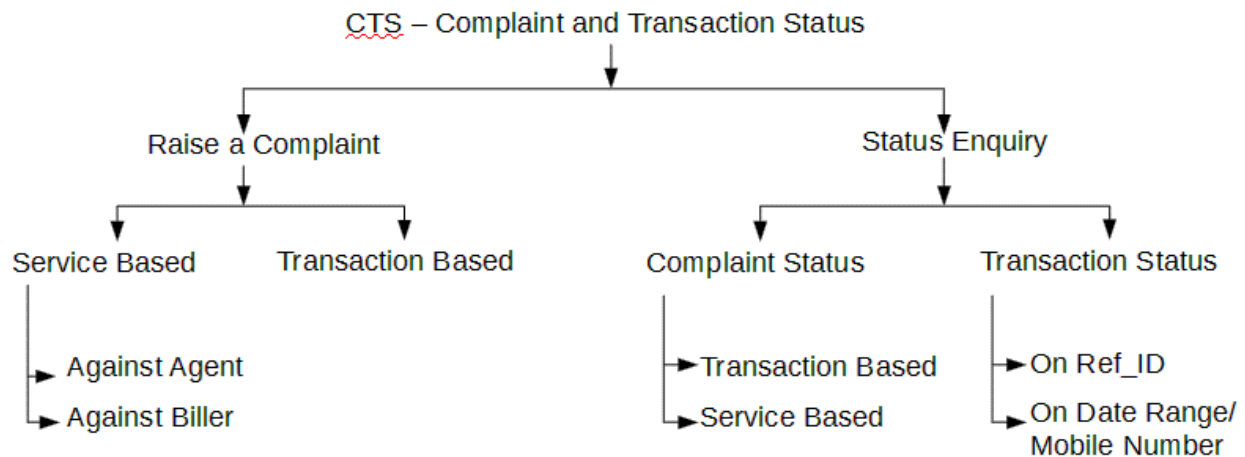 CTS – Complaint and Transaction Status
Raise a Complaint
Status Enquiry
Service Based
Transaction Based
Complaint Status
Transaction Status
Against Agent
Against Biller
Transaction Based
Service Based
On Ref_ID
On Date Range/
Mobile Number